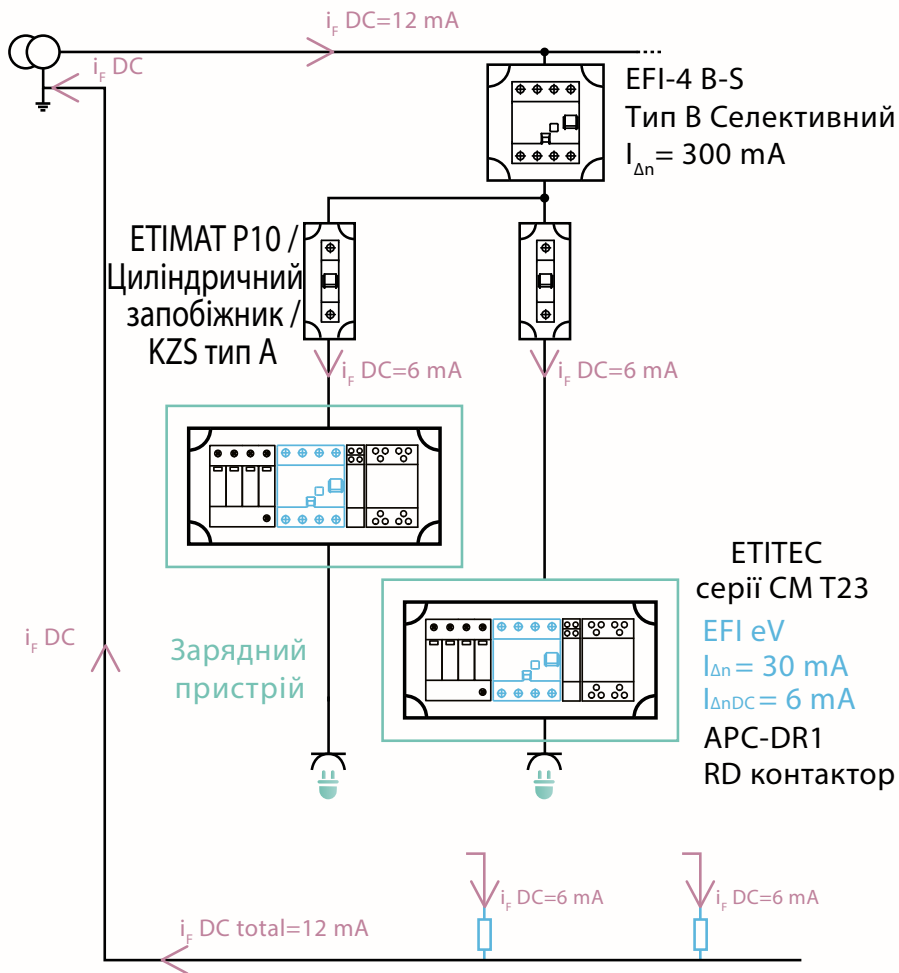 i_F DC=12 mA
i_F DC
EFI-4 B-S
Тип В Селективний
I_Δn= 300 mA
ETIMAT P10 /
Циліндричний
запобіжник /
KZS тип А
i_F DC=6 mA
i_F DC=6 mA
ETITEC
серії СМ Т23
EFI eV
I_Δn = 30 mA
I_ΔnDC = 6 mA
APC-DR1
RD контактор
Зарядний
пристрій
i_F DC
i_F DC=6 mA
i_F DC=6 mA
i_F DC total=12 mA